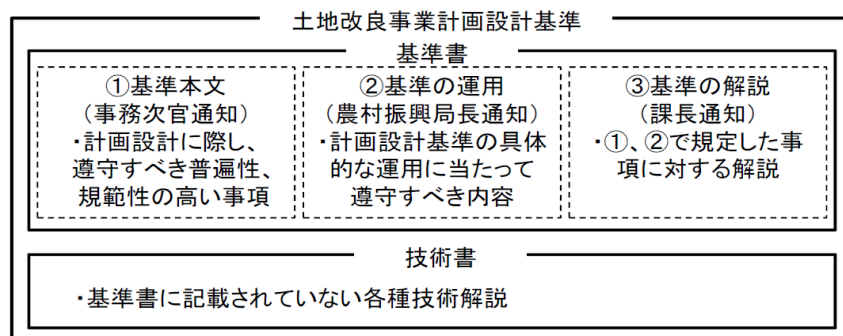 土地改良事業計画設計基準
基準書
①基準本文
(事務次官通知)
・計画設計に際し、
遵守すべき普遍性、
規範性の高い事項
②基準の運用
(農村振興局長通知)
・計画設計基準の具体
的な運用に当たって
遵守すべき内容
③基準の解説
(課長通知)
・①、②で規定した事
項に対する解説
技術書
・基準書に記載されていない各種技術解説